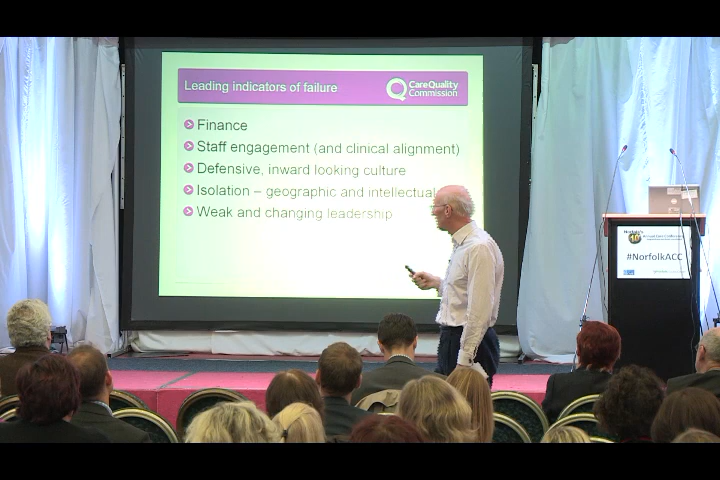 Leading indicators of failure
CareQuality
Commission
Finance
Staff engagement (and clinical alignment)
Defensive, inward looking culture
Isolation – geographic and intellectual
Weak and changing leadership
#NorfolkACC